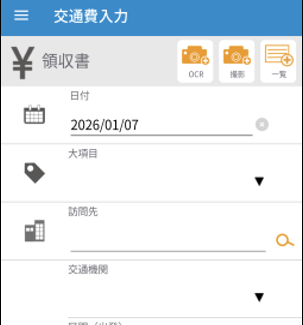 交通費入力
¥ 領収書
OCR 撮影 一覧
日付
2026/01/07
大項目
訪問先
交通機関